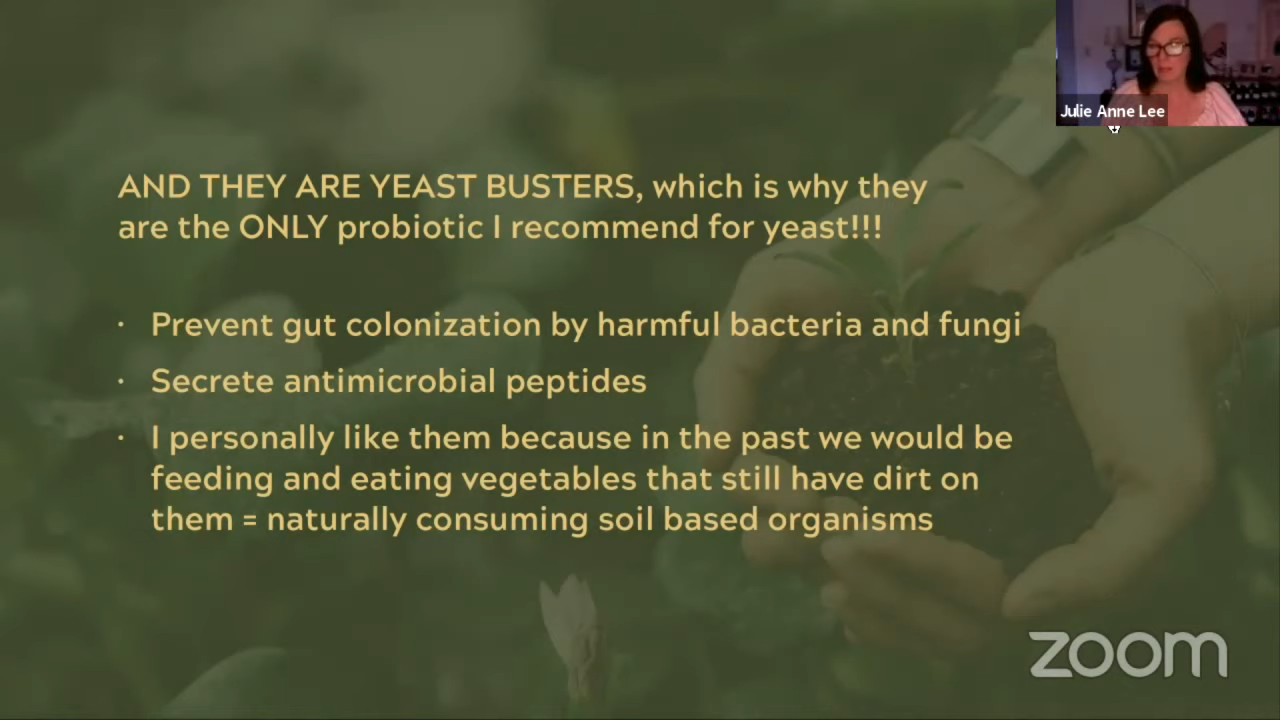 Julie Anne Lee
AND THEY ARE YEAST BUSTERS, which is why they
are the ONLY probiotic I recommend for yeast!!!
· Prevent gut colonization by harmful bacteria and fungi
· Secrete antimicrobial peptides
· I personally like them because in the past we would be
feeding and eating vegetables that still have dirt on
them = naturally consuming soil based organisms
zoom